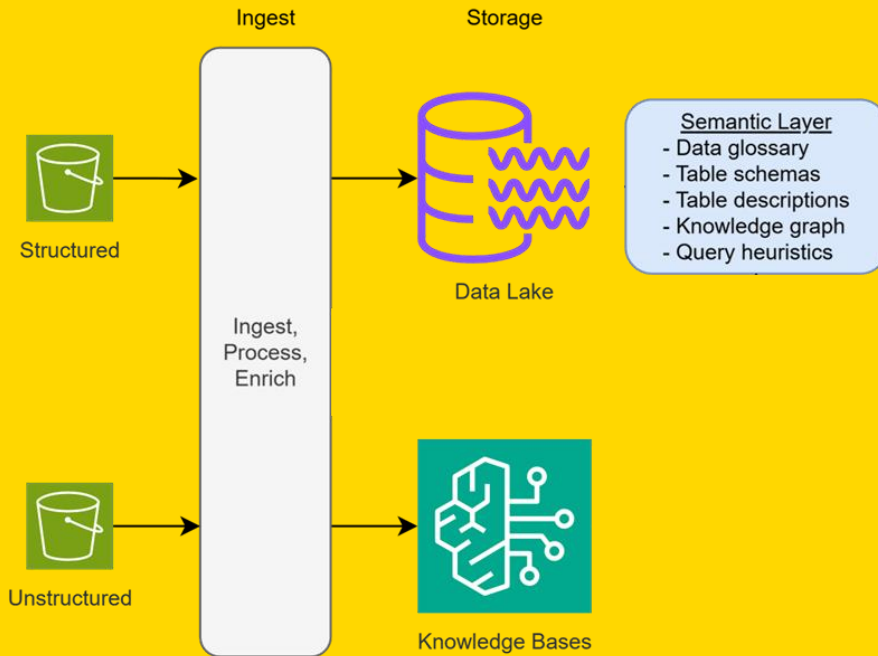 Ingest
Storage
Structured
Ingest,
Process,
Enrich
Data Lake
Semantic Layer
- Data glossary
- Table schemas
- Table descriptions
- Knowledge graph
- Query heuristics
Unstructured
Knowledge Bases